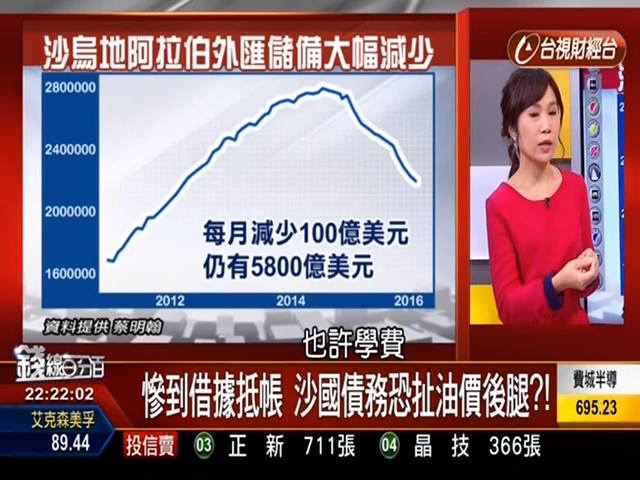 沙烏地阿拉伯外匯儲備大幅減少
台視財經台
2800000
2400000
2000000
1600000
每月減少100億美元
仍有5800億美元
2012
2014
2016
資料提供 蔡明翰
也許學費
錢線百分百
22:22:02
慘到借據抵帳 沙國債務恐扯油價後腿?!
費城半導
695.23
艾克森美孚
89.44
投信賣 03 正新 711張 04 晶技 366張